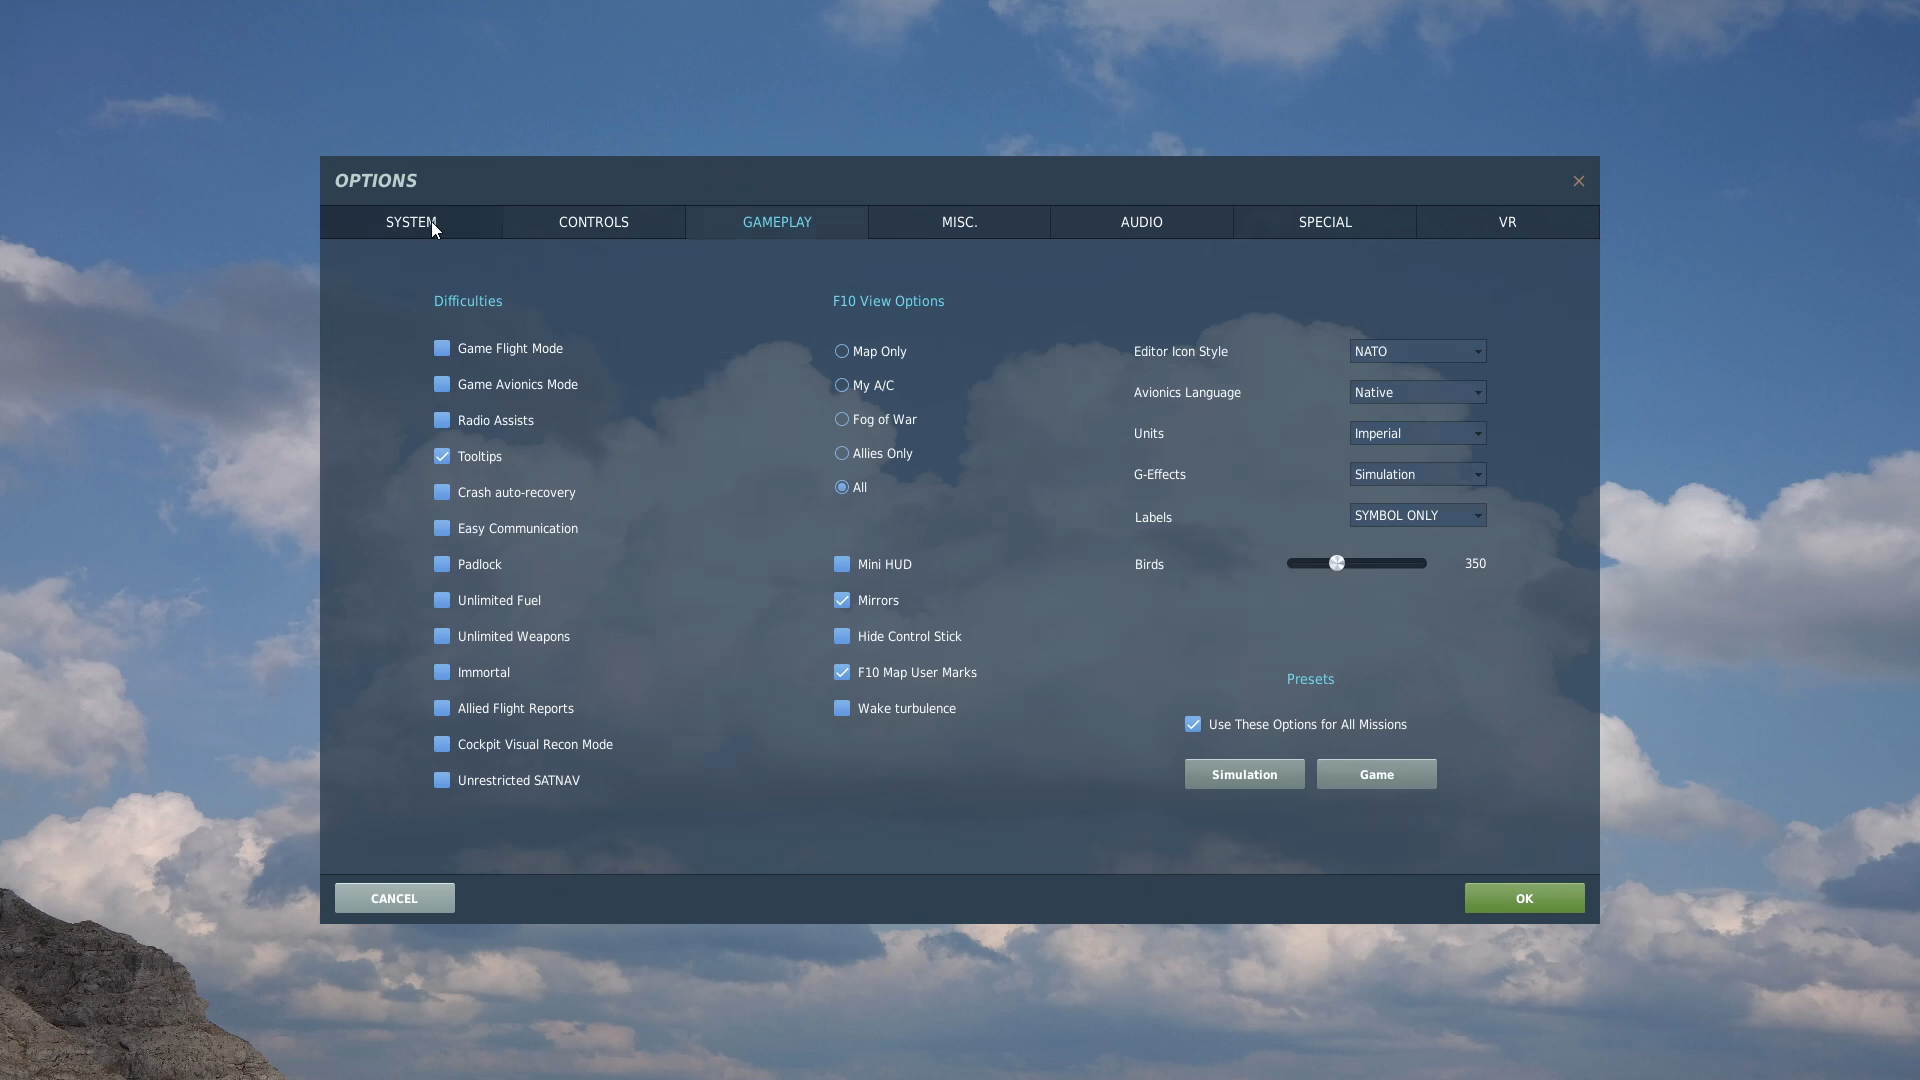 OPTIONS
SYSTEM CONTROLS GAMEPLAY MISC. AUDIO SPECIAL VR
Difficulties
Game Flight Mode
Game Avionics Mode
Radio Assists
Tooltips
Crash auto-recovery
Easy Communication
Padlock
Unlimited Fuel
Unlimited Weapons
Immortal
Allied Flight Reports
Cockpit Visual Recon Mode
Unrestricted SATNAV
F10 View Options
Map Only
My A/C
Fog of War
Allies Only
All
Mini HUD
Mirrors
Hide Control Stick
F10 Map User Marks
Wake turbulence
Editor Icon Style NATO
Avionics Language Native
Units Imperial
G-Effects Simulation
Labels SYMBOL ONLY
Birds 350
Presets
Use These Options for All Missions
Simulation Game
CANCEL OK